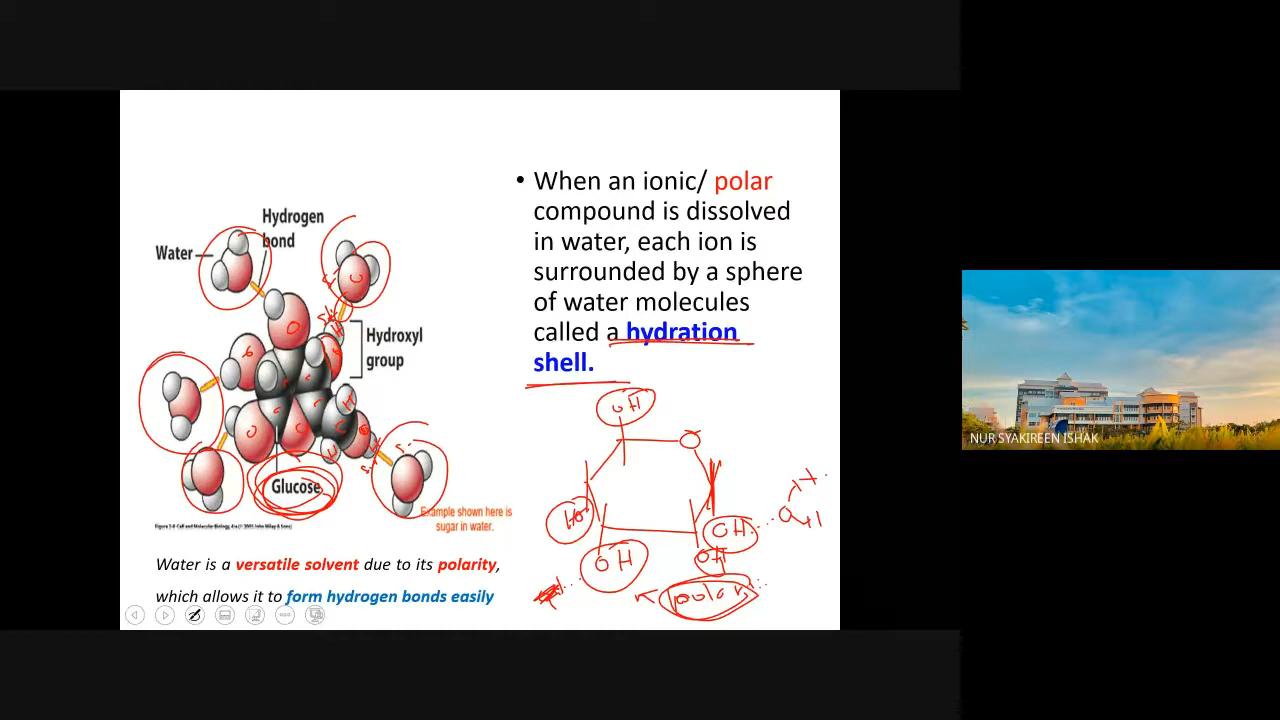 Hydrogen
bond
Water
Hydroxyl
group
Glucose
Example shown here is
sugar in water.
Water is a versatile solvent due to its polarity,
which allows it to form hydrogen bonds easily
• When an ionic/ polar
compound is dissolved
in water, each ion is
surrounded by a sphere
of water molecules
called a hydration
shell.
OH
O
HO
OH
OH
OH
polar
NUR SYAKIREEN ISHAK